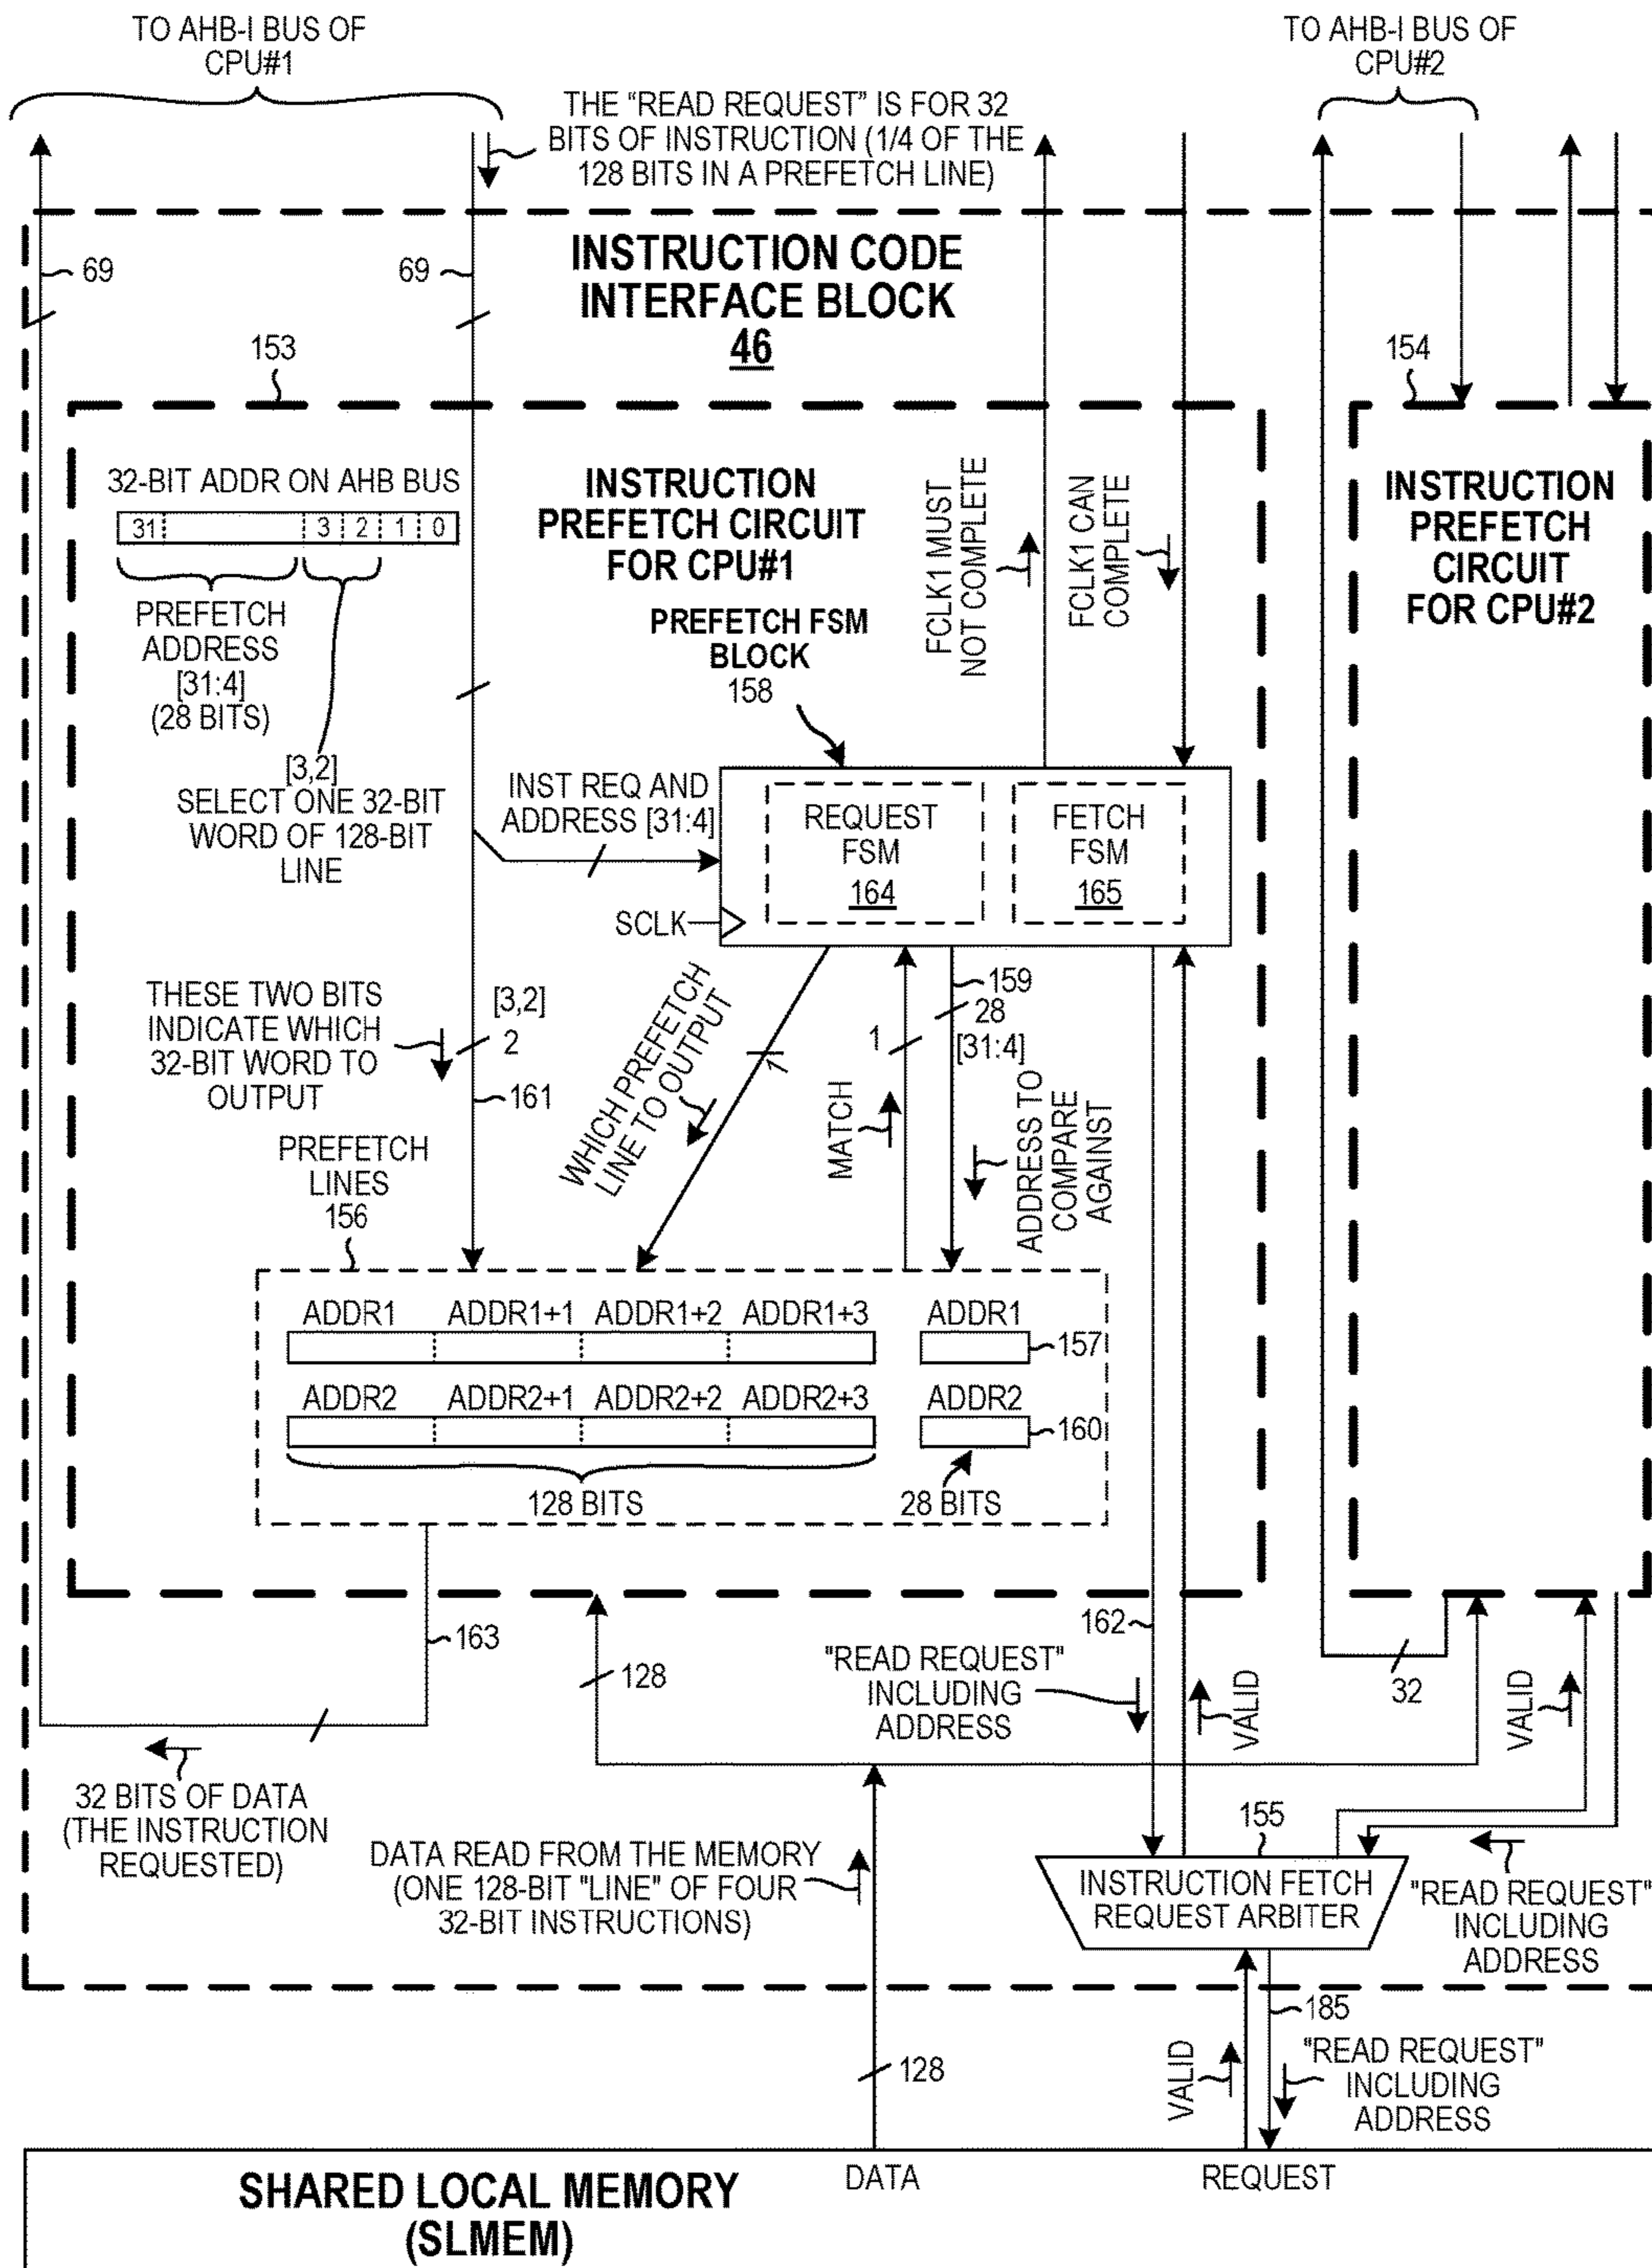 TO AHB-I BUS OF
CPU#1
TO AHB-I BUS OF
CPU#2
THE "READ REQUEST" IS FOR 32
BITS OF INSTRUCTION (1/4 OF THE
128 BITS IN A PREFETCH LINE)
69
69
INSTRUCTION CODE
INTERFACE BLOCK
46
153
154
32-BIT ADDR ON AHB BUS
31
3
2
1
0
PREFETCH
ADDRESS
[31:4]
(28 BITS)
[3,2]
SELECT ONE 32-BIT
WORD OF 128-BIT
LINE
INSTRUCTION
PREFETCH CIRCUIT
FOR CPU#1
PREFETCH FSM
BLOCK
158
FCLK1 MUST
NOT COMPLETE
FCLK1 CAN
COMPLETE
INSTRUCTION
PREFETCH
CIRCUIT
FOR CPU#2
INST REQ AND
ADDRESS [31:4]
REQUEST
FSM
164
FETCH
FSM
165
SCLK
THESE TWO BITS
INDICATE WHICH
32-BIT WORD TO
OUTPUT
[3,2]
2
161
WHICH PREFETCH
LINE TO OUTPUT
1
1
MATCH
159
28
[31:4]
ADDRESS TO
COMPARE
AGAINST
PREFETCH
LINES
156
ADDR1
ADDR1+1
ADDR1+2
ADDR1+3
ADDR1
157
ADDR2
ADDR2+1
ADDR2+2
ADDR2+3
ADDR2
160
128 BITS
28 BITS
163
128
162
"READ REQUEST"
INCLUDING
ADDRESS
VALID
32
VALID
32 BITS OF DATA
(THE INSTRUCTION
REQUESTED)
DATA READ FROM THE MEMORY
(ONE 128-BIT "LINE" OF FOUR
32-BIT INSTRUCTIONS)
155
INSTRUCTION FETCH
REQUEST ARBITER
"READ REQUEST"
INCLUDING
ADDRESS
185
128
VALID
"READ REQUEST"
INCLUDING
ADDRESS
DATA
REQUEST
SHARED LOCAL MEMORY
(SLMEM)